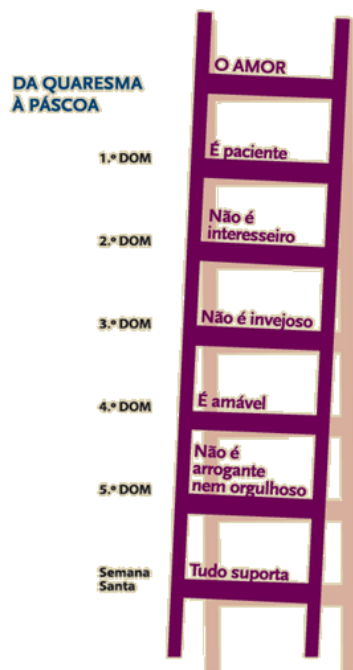 O AMOR
DA QUARESMA
À PÁSCOA
1.º DOM
É paciente
2.º DOM
Não é
interesseiro
3.º DOM
Não é invejoso
4.º DOM
É amável
5.º DOM
Não é
arrogante
nem orgulhoso
Semana
Santa
Tudo suporta